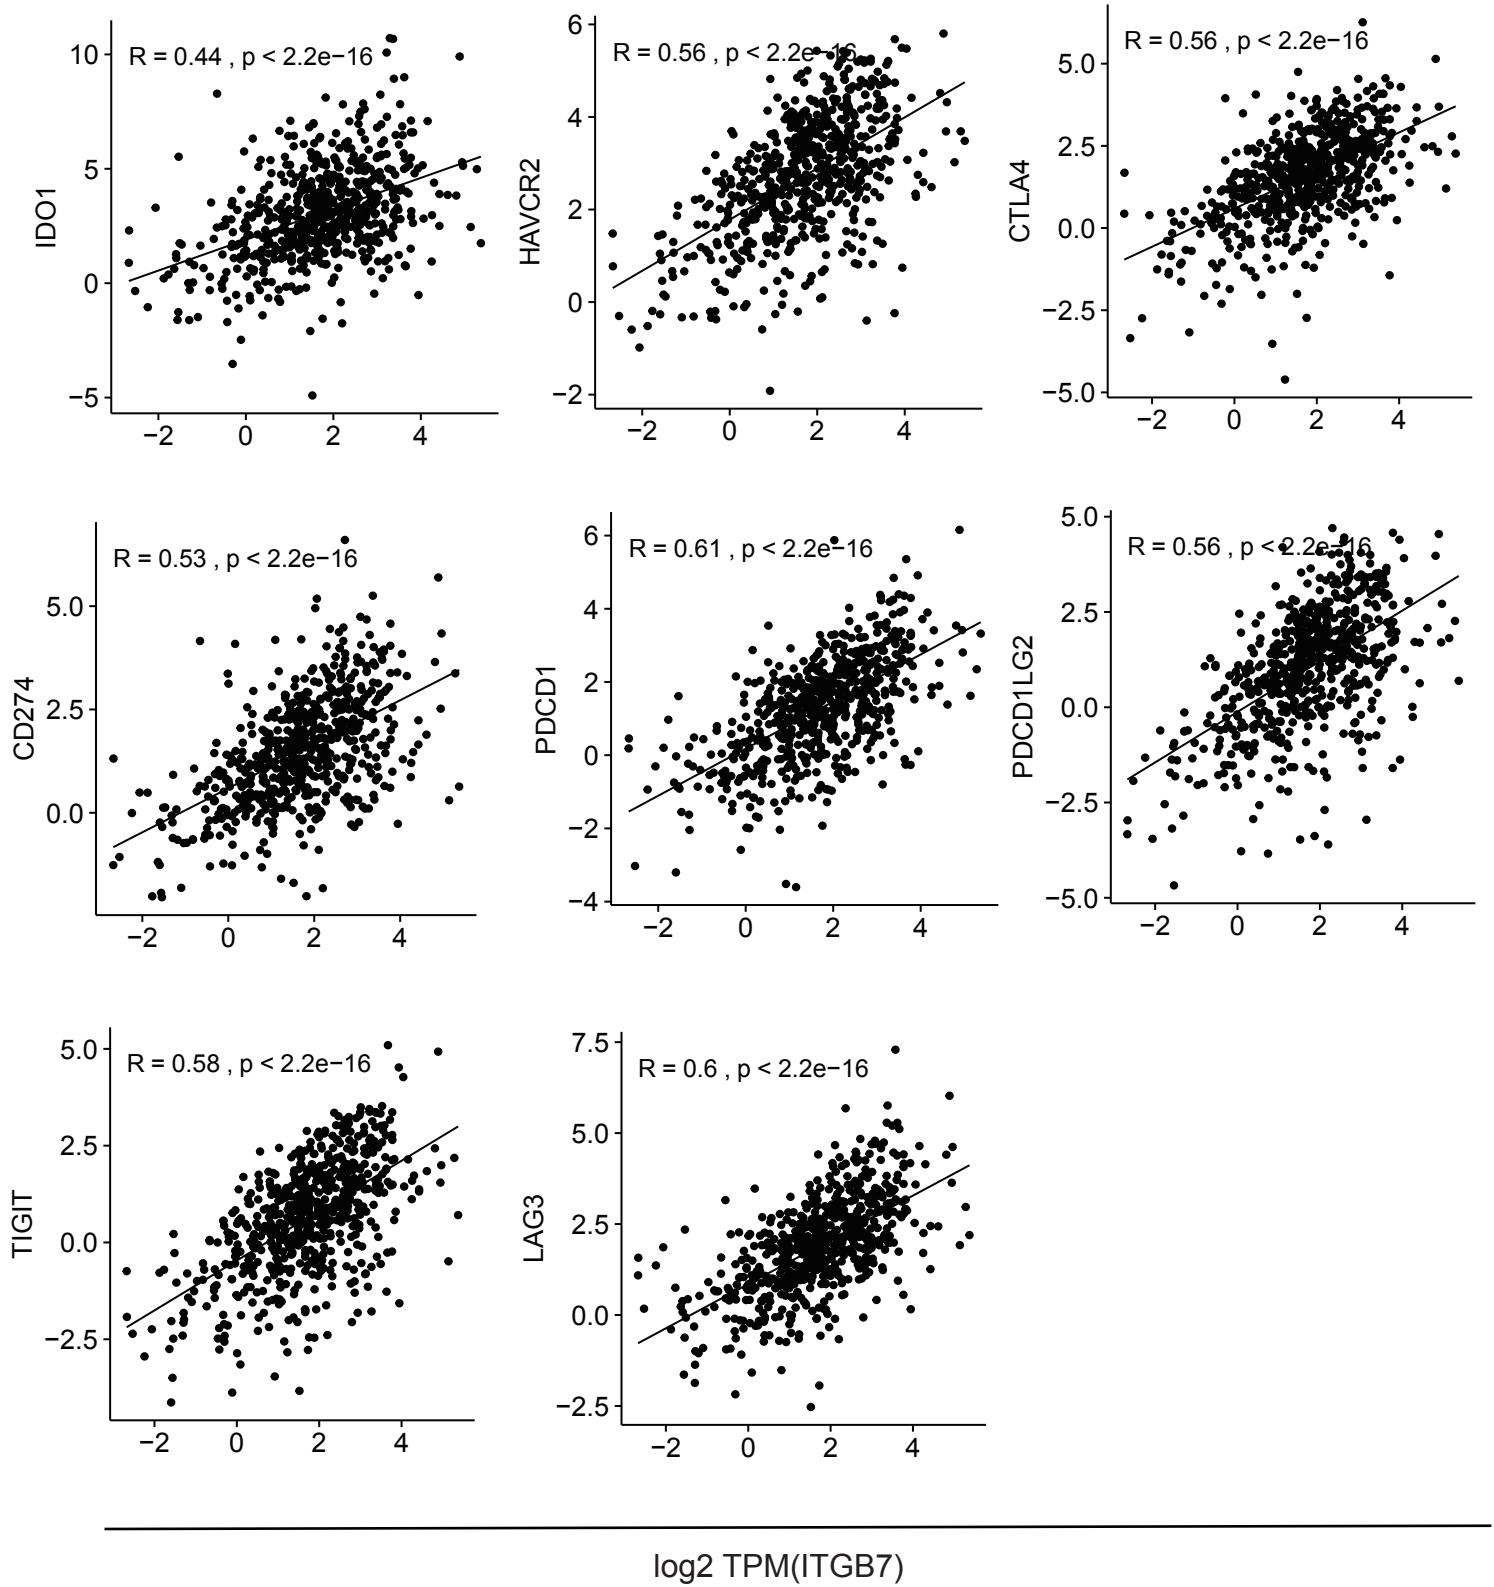 IDO1
R = 0.44 , p < 2.2e−16
10
5
0
−5
−2 0 2 4
HAVCR2
R = 0.56 , p < 2.2e−16
6
4
2
0
−2
−2 0 2 4
CTLA4
R = 0.56 , p < 2.2e−16
5.0
2.5
0.0
−2.5
−5.0
−2 0 2 4
CD274
R = 0.53 , p < 2.2e−16
5.0
2.5
0.0
−2 0 2 4
PDCD1
R = 0.61 , p < 2.2e−16
6
4
2
0
−2
−4
−2 0 2 4
PDCD1LG2
R = 0.56 , p < 2.2e−16
5.0
2.5
0.0
−2.5
−5.0
−2 0 2 4
TIGIT
R = 0.58 , p < 2.2e−16
5.0
2.5
0.0
−2.5
−2 0 2 4
LAG3
R = 0.6 , p < 2.2e−16
7.5
5.0
2.5
0.0
−2.5
−2 0 2 4
log2 TPM(ITGB7)